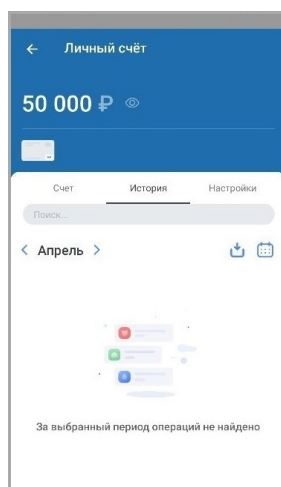 Личный счёт
50 000 ₽
Счет История Настройки
Поиск...
Апрель
За выбранный период операций не найдено